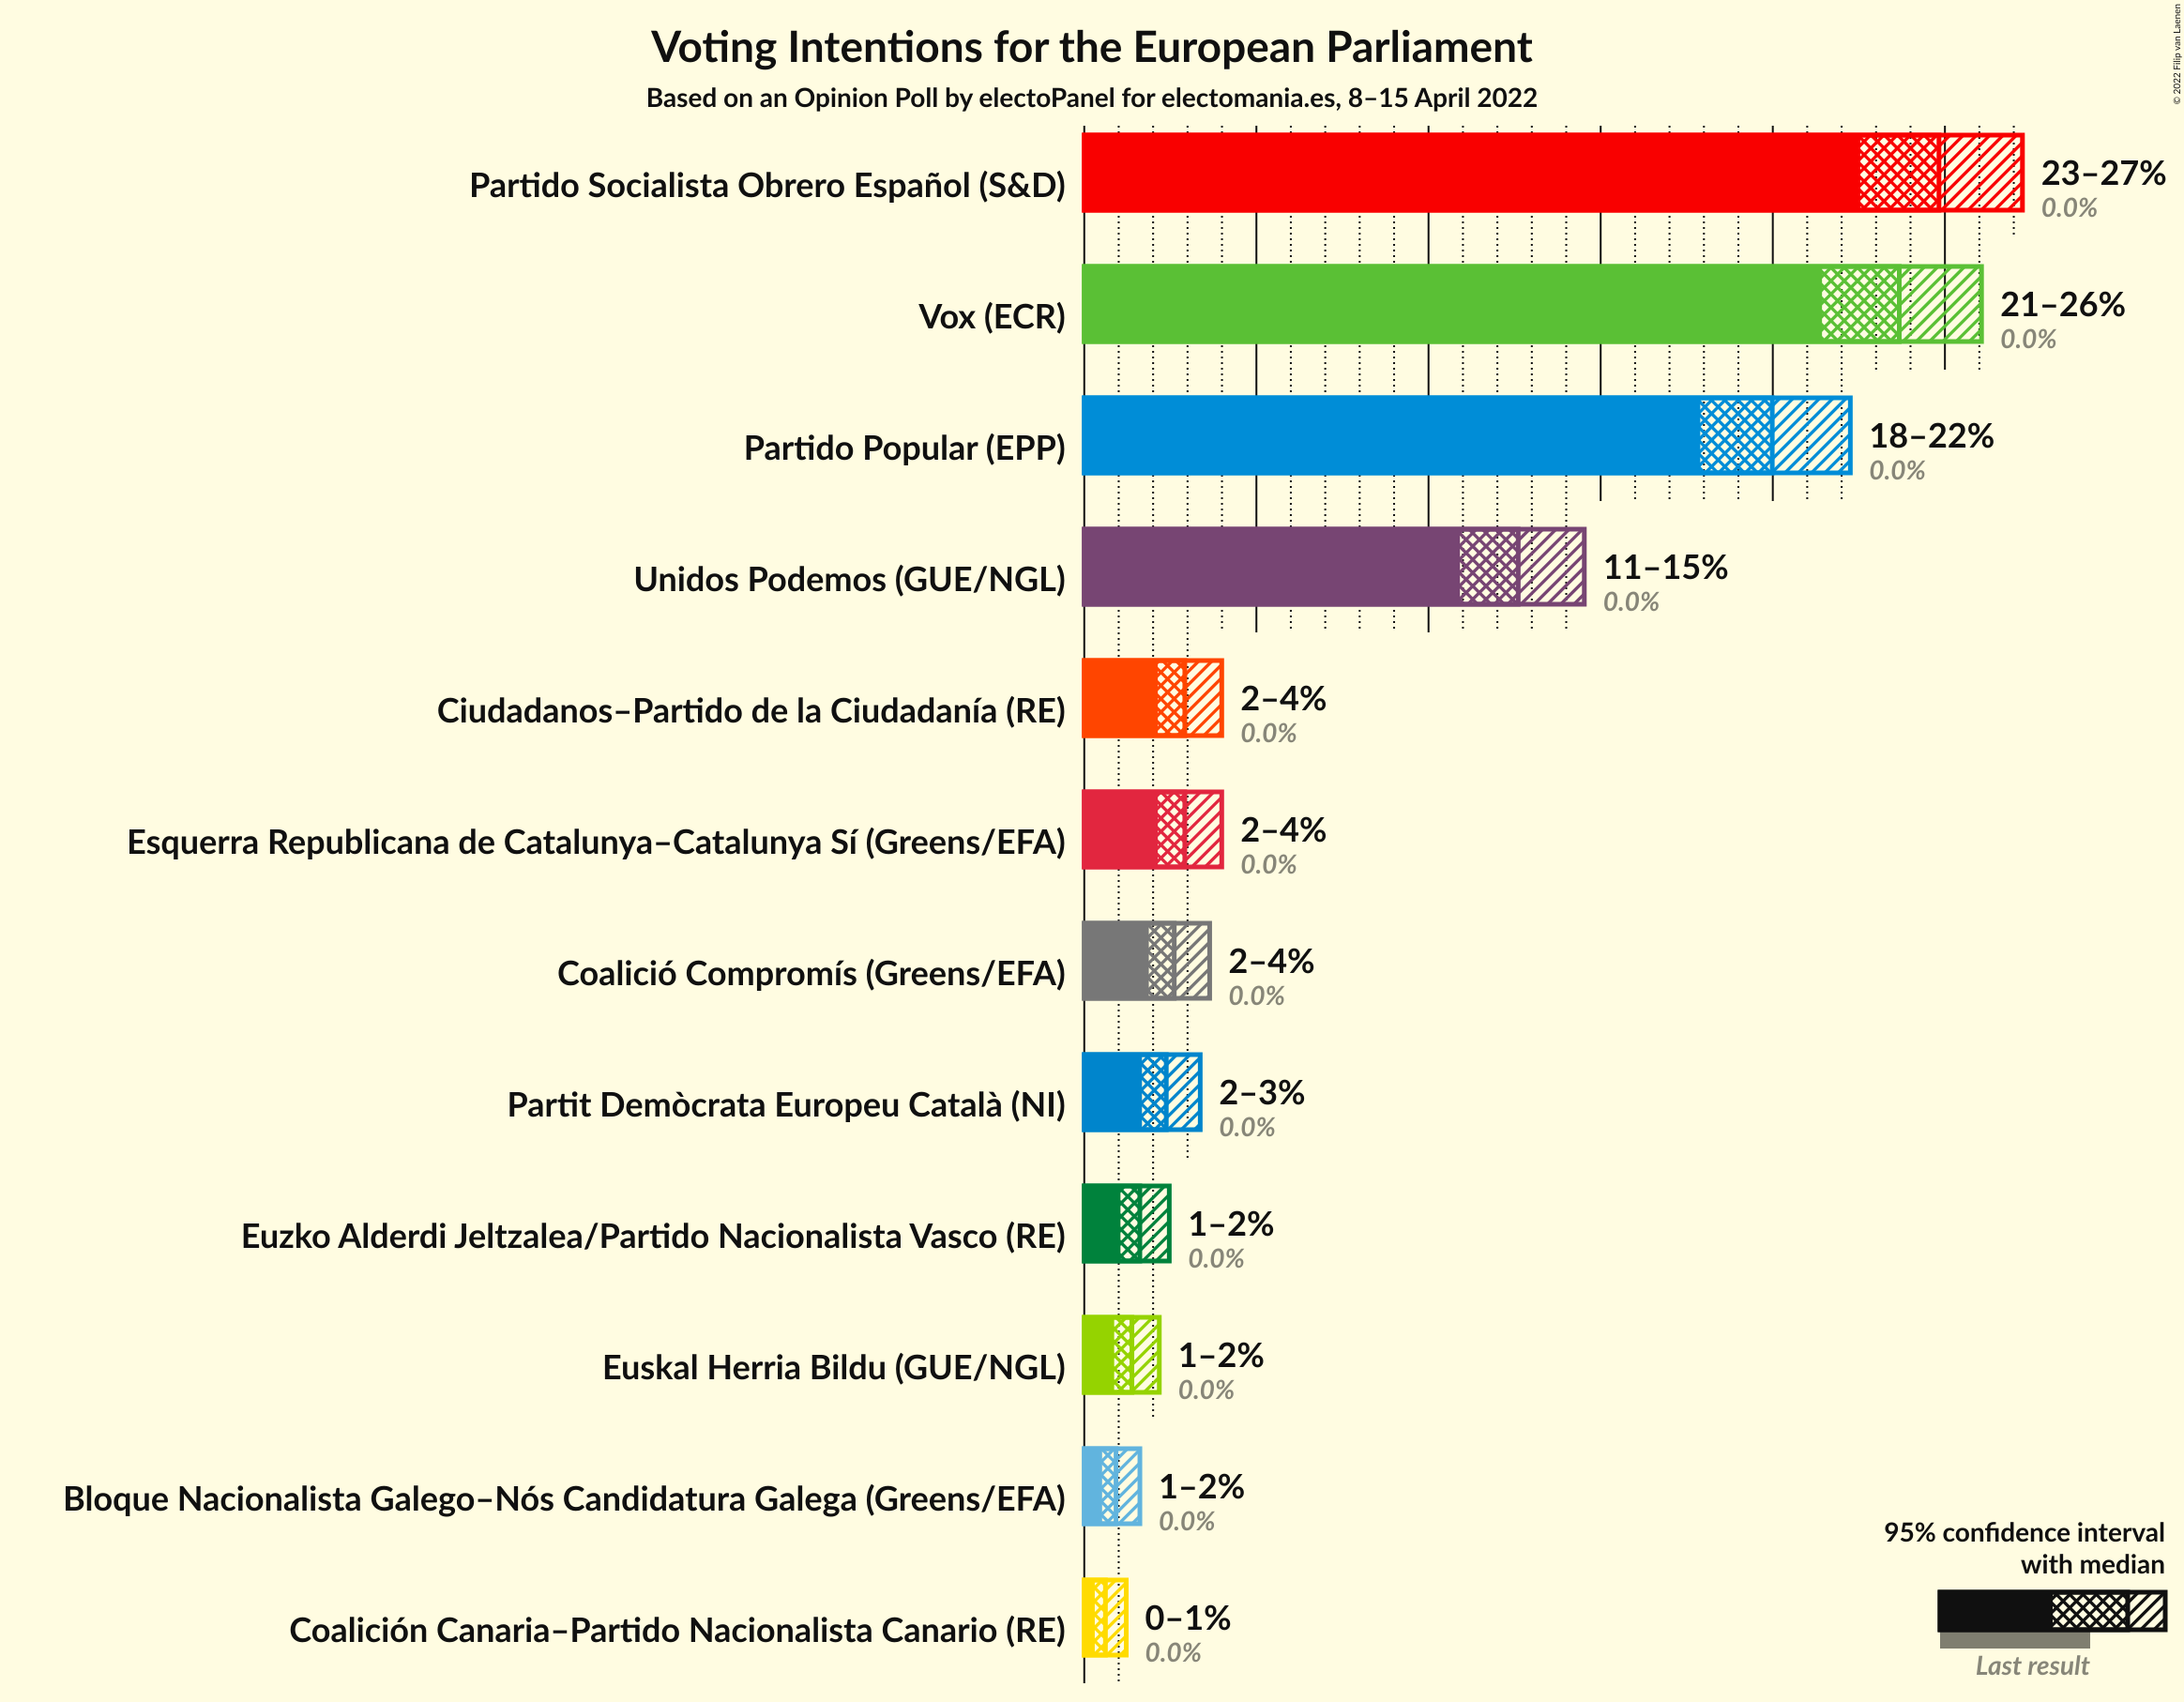 Voting Intentions for the European Parliament
Based on an Opinion Poll by electoPanel for electomania.es, 8–15 April 2022
© 2022 Filip van Laenen
Partido Socialista Obrero Español (S&D)
23–27%
0.0%
Vox (ECR)
21–26%
0.0%
Partido Popular (EPP)
18–22%
0.0%
Unidos Podemos (GUE/NGL)
11–15%
0.0%
Ciudadanos–Partido de la Ciudadanía (RE)
2–4%
0.0%
Esquerra Republicana de Catalunya–Catalunya Sí (Greens/EFA)
2–4%
0.0%
Coalició Compromís (Greens/EFA)
2–4%
0.0%
Partit Demòcrata Europeu Català (NI)
2–3%
0.0%
Euzko Alderdi Jeltzalea/Partido Nacionalista Vasco (RE)
1–2%
0.0%
Euskal Herria Bildu (GUE/NGL)
1–2%
0.0%
Bloque Nacionalista Galego–Nós Candidatura Galega (Greens/EFA)
1–2%
0.0%
Coalición Canaria–Partido Nacionalista Canario (RE)
0–1%
0.0%
95% confidence interval
with median
Last result